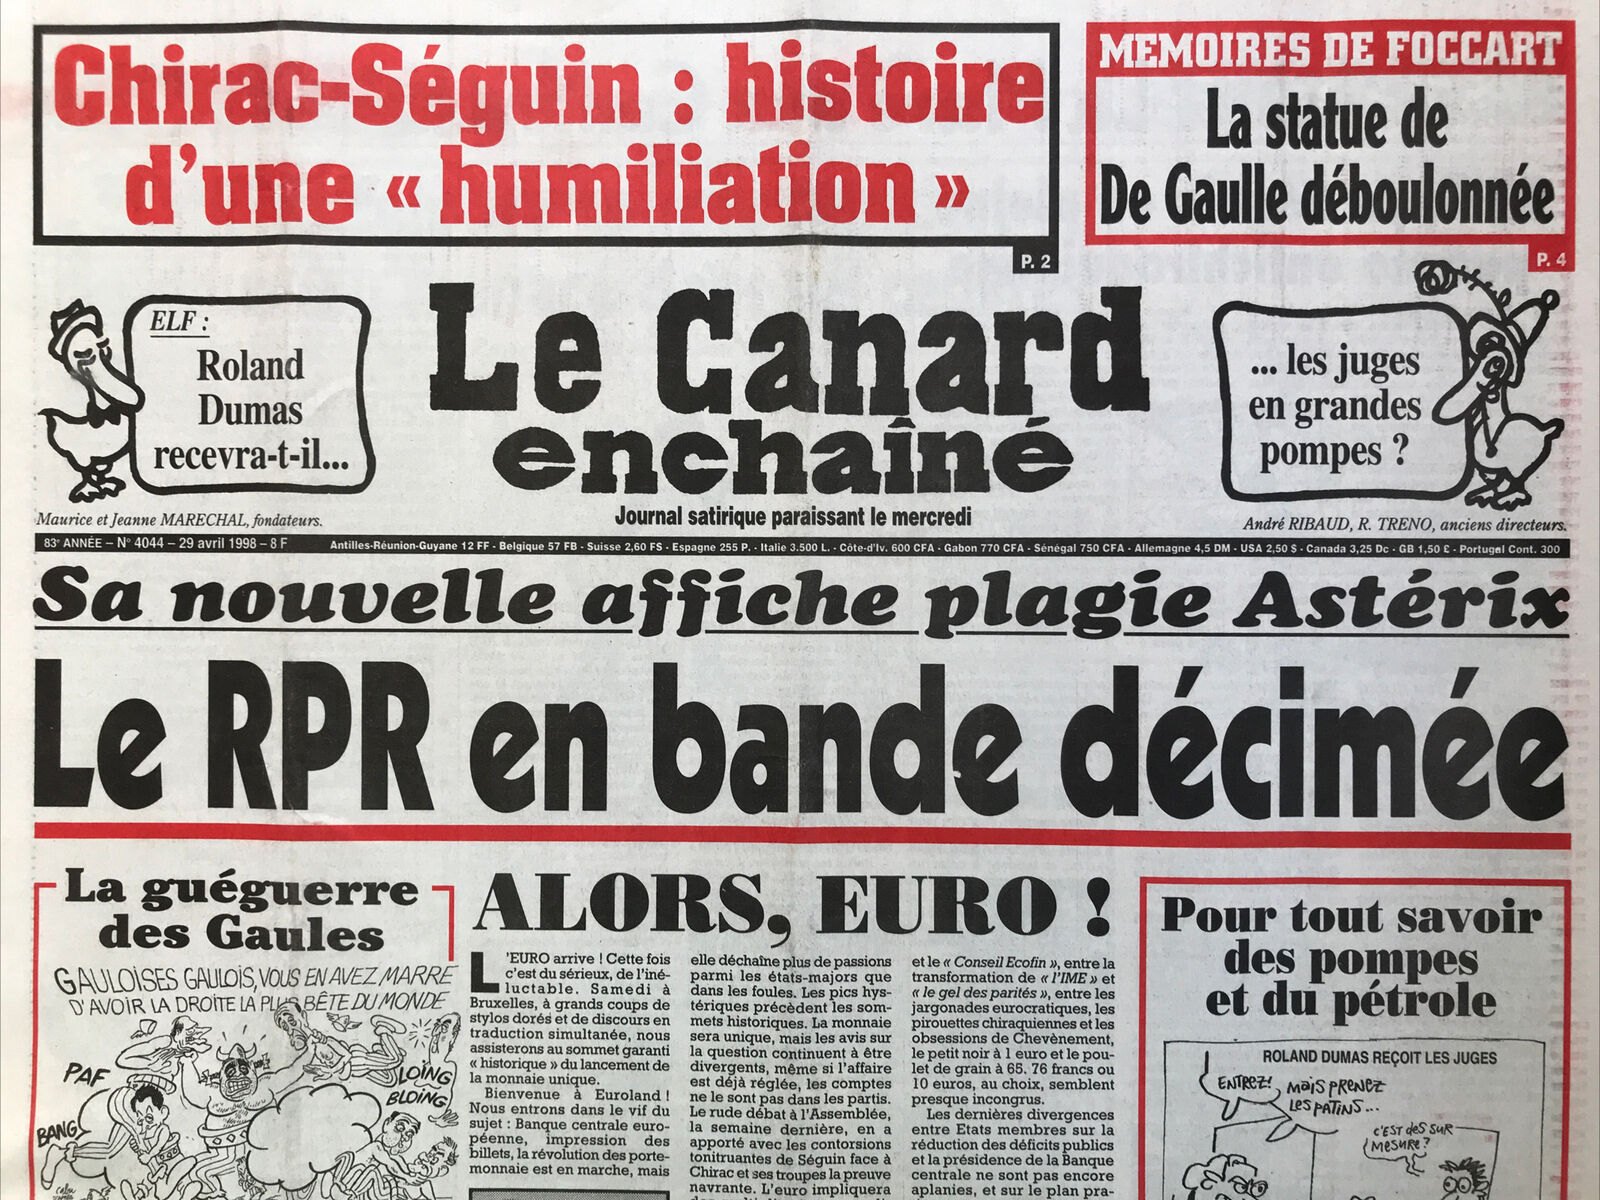 Chirac-Séguin : histoire
d'une « humiliation »
P. 2
MEMOIRES DE FOCCART
La statue de
De Gaulle déboulonnée
P. 4
ELF :
Roland
Dumas
recevra-t-il...
Le Canard
enchaîné
... les juges
en grandes
pompes ?
Maurice et Jeanne MARECHAL, fondateurs.
Journal satirique paraissant le mercredi
André RIBAUD, R. TRENO, anciens directeurs.
83e ANNÉE – N° 4044 – 29 avril 1998 – 8 F
Antilles-Réunion-Guyane 12 FF - Belgique 57 FB - Suisse 2,60 FS - Espagne 255 P. - Italie 3.500 L. - Côte-d'Iv. 600 CFA - Gabon 770 CFA - Sénégal 750 CFA - Allemagne 4,5 DM - USA 2,50 $ - Canada 3,25 Dc - GB 1,50 £ - Portugal Cont. 300
Sa nouvelle affiche plagie Astérix
Le RPR en bande décimée
La guéguerre
des Gaules
GAULOISES GAULOIS, VOUS EN AVEZ MARRE
D'AVOIR LA DROITE LA PLUS BÊTE DU MONDE
PAF
BANG
LOING
BLOING
ALORS, EURO !
L'EURO arrive ! Cette fois
c'est du sérieux, de l'iné-
luctable. Samedi à
Bruxelles, à grands coups de
stylos dorés et de discours en
traduction simultanée, nous
assisterons au sommet garanti
« historique » du lancement de
la monnaie unique.
Bienvenue à Euroland !
Nous entrons dans le vif du
sujet : Banque centrale euro-
péenne, impression des
billets, la révolution des porte-
monnaie est en marche, mais
elle déchaîne plus de passions
parmi les états-majors que
dans les foules. Les pics hys-
tériques précèdent les som-
mets historiques. La monnaie
sera unique, mais les avis sur
la question continuent à être
divergents, même si l'affaire
est déjà réglée, les comptes
ne le sont pas dans les partis.
Le rude débat à l'Assemblée,
la semaine dernière, en a
apporté avec les contorsions
tonitruantes de Séguin face à
Chirac et ses troupes la preuve
navrante. L'euro impliquera
et le « Conseil Ecofin », entre la
transformation de « l'IME » et
« le gel des parités », entre les
jargonades eurocratiques, les
pirouettes chiraquiennes et les
obsessions de Chevènement,
le petit noir à 1 euro et le pou-
let de grain à 65. 76 francs ou
10 euros, au choix, semblent
presque incongrus.
Les dernières divergences
entre Etats membres sur la
réduction des déficits publics
et la présidence de la Banque
centrale ne sont pas encore
aplanies, et sur le plan pra-
Pour tout savoir
des pompes
et du pétrole
ROLAND DUMAS REÇOIT LES JUGES
ENTREZ!
MAIS PRENEZ
LES PATINS...
C'EST DES SUR
MESURE?